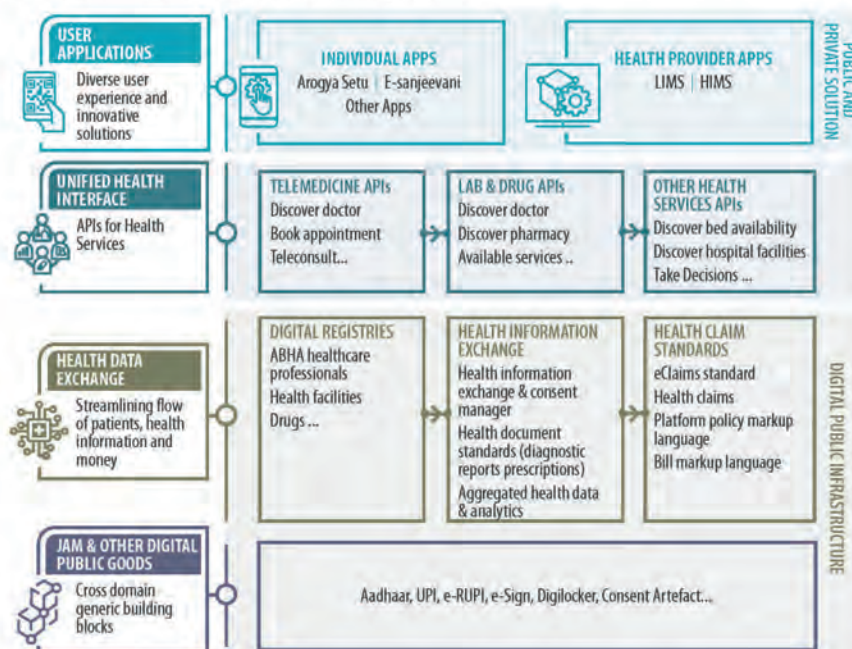 USER
APPLICATIONS
Diverse user
experience and
innovative
solutions
INDIVIDUAL APPS
Arogya Setu | E-sanjeevani
Other Apps
HEALTH PROVIDER APPS
LIMS | HIMS
PUBLIC AND
PRIVATE SOLUTION
UNIFIED HEALTH
INTERFACE
APIs for Health
Services
TELEMEDICINE APIs
Discover doctor
Book appointment
Teleconsult...
LAB & DRUG APIs
Discover doctor
Discover pharmacy
Available services ..
OTHER HEALTH
SERVICES APIs
Discover bed availability
Discover hospital facilities
Take Decisions ...
HEALTH DATA
EXCHANGE
Streamlining flow
of patients, health
information and
money
DIGITAL REGISTRIES
ABHA healthcare
professionals
Health facilities
Drugs ...
HEALTH INFORMATION
EXCHANGE
Health information
exchange & consent
manager
Health document
standards (diagnostic
reports prescriptions)
Aggregated health data
& analytics
HEALTH CLAIM
STANDARDS
eClaims standard
Health claims
Platform policy markup
language
Bill markup language
JAM & OTHER DIGITAL
PUBLIC GOODS
Cross domain
generic building
blocks
Aadhaar, UPI, e-RUPI, e-Sign, Digilocker, Consent Artefact...
DIGITAL PUBLIC INFRASTRUCTURE